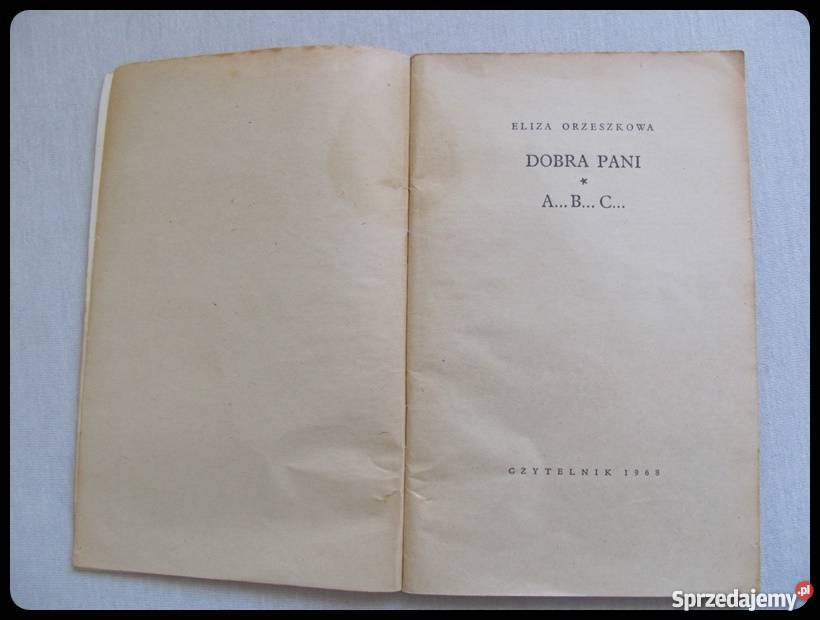 ELIZA ORZESZKOWA
DOBRA PANI
*
A... B... C...
CZYTELNIK 1968
Sprzedajemy.pl